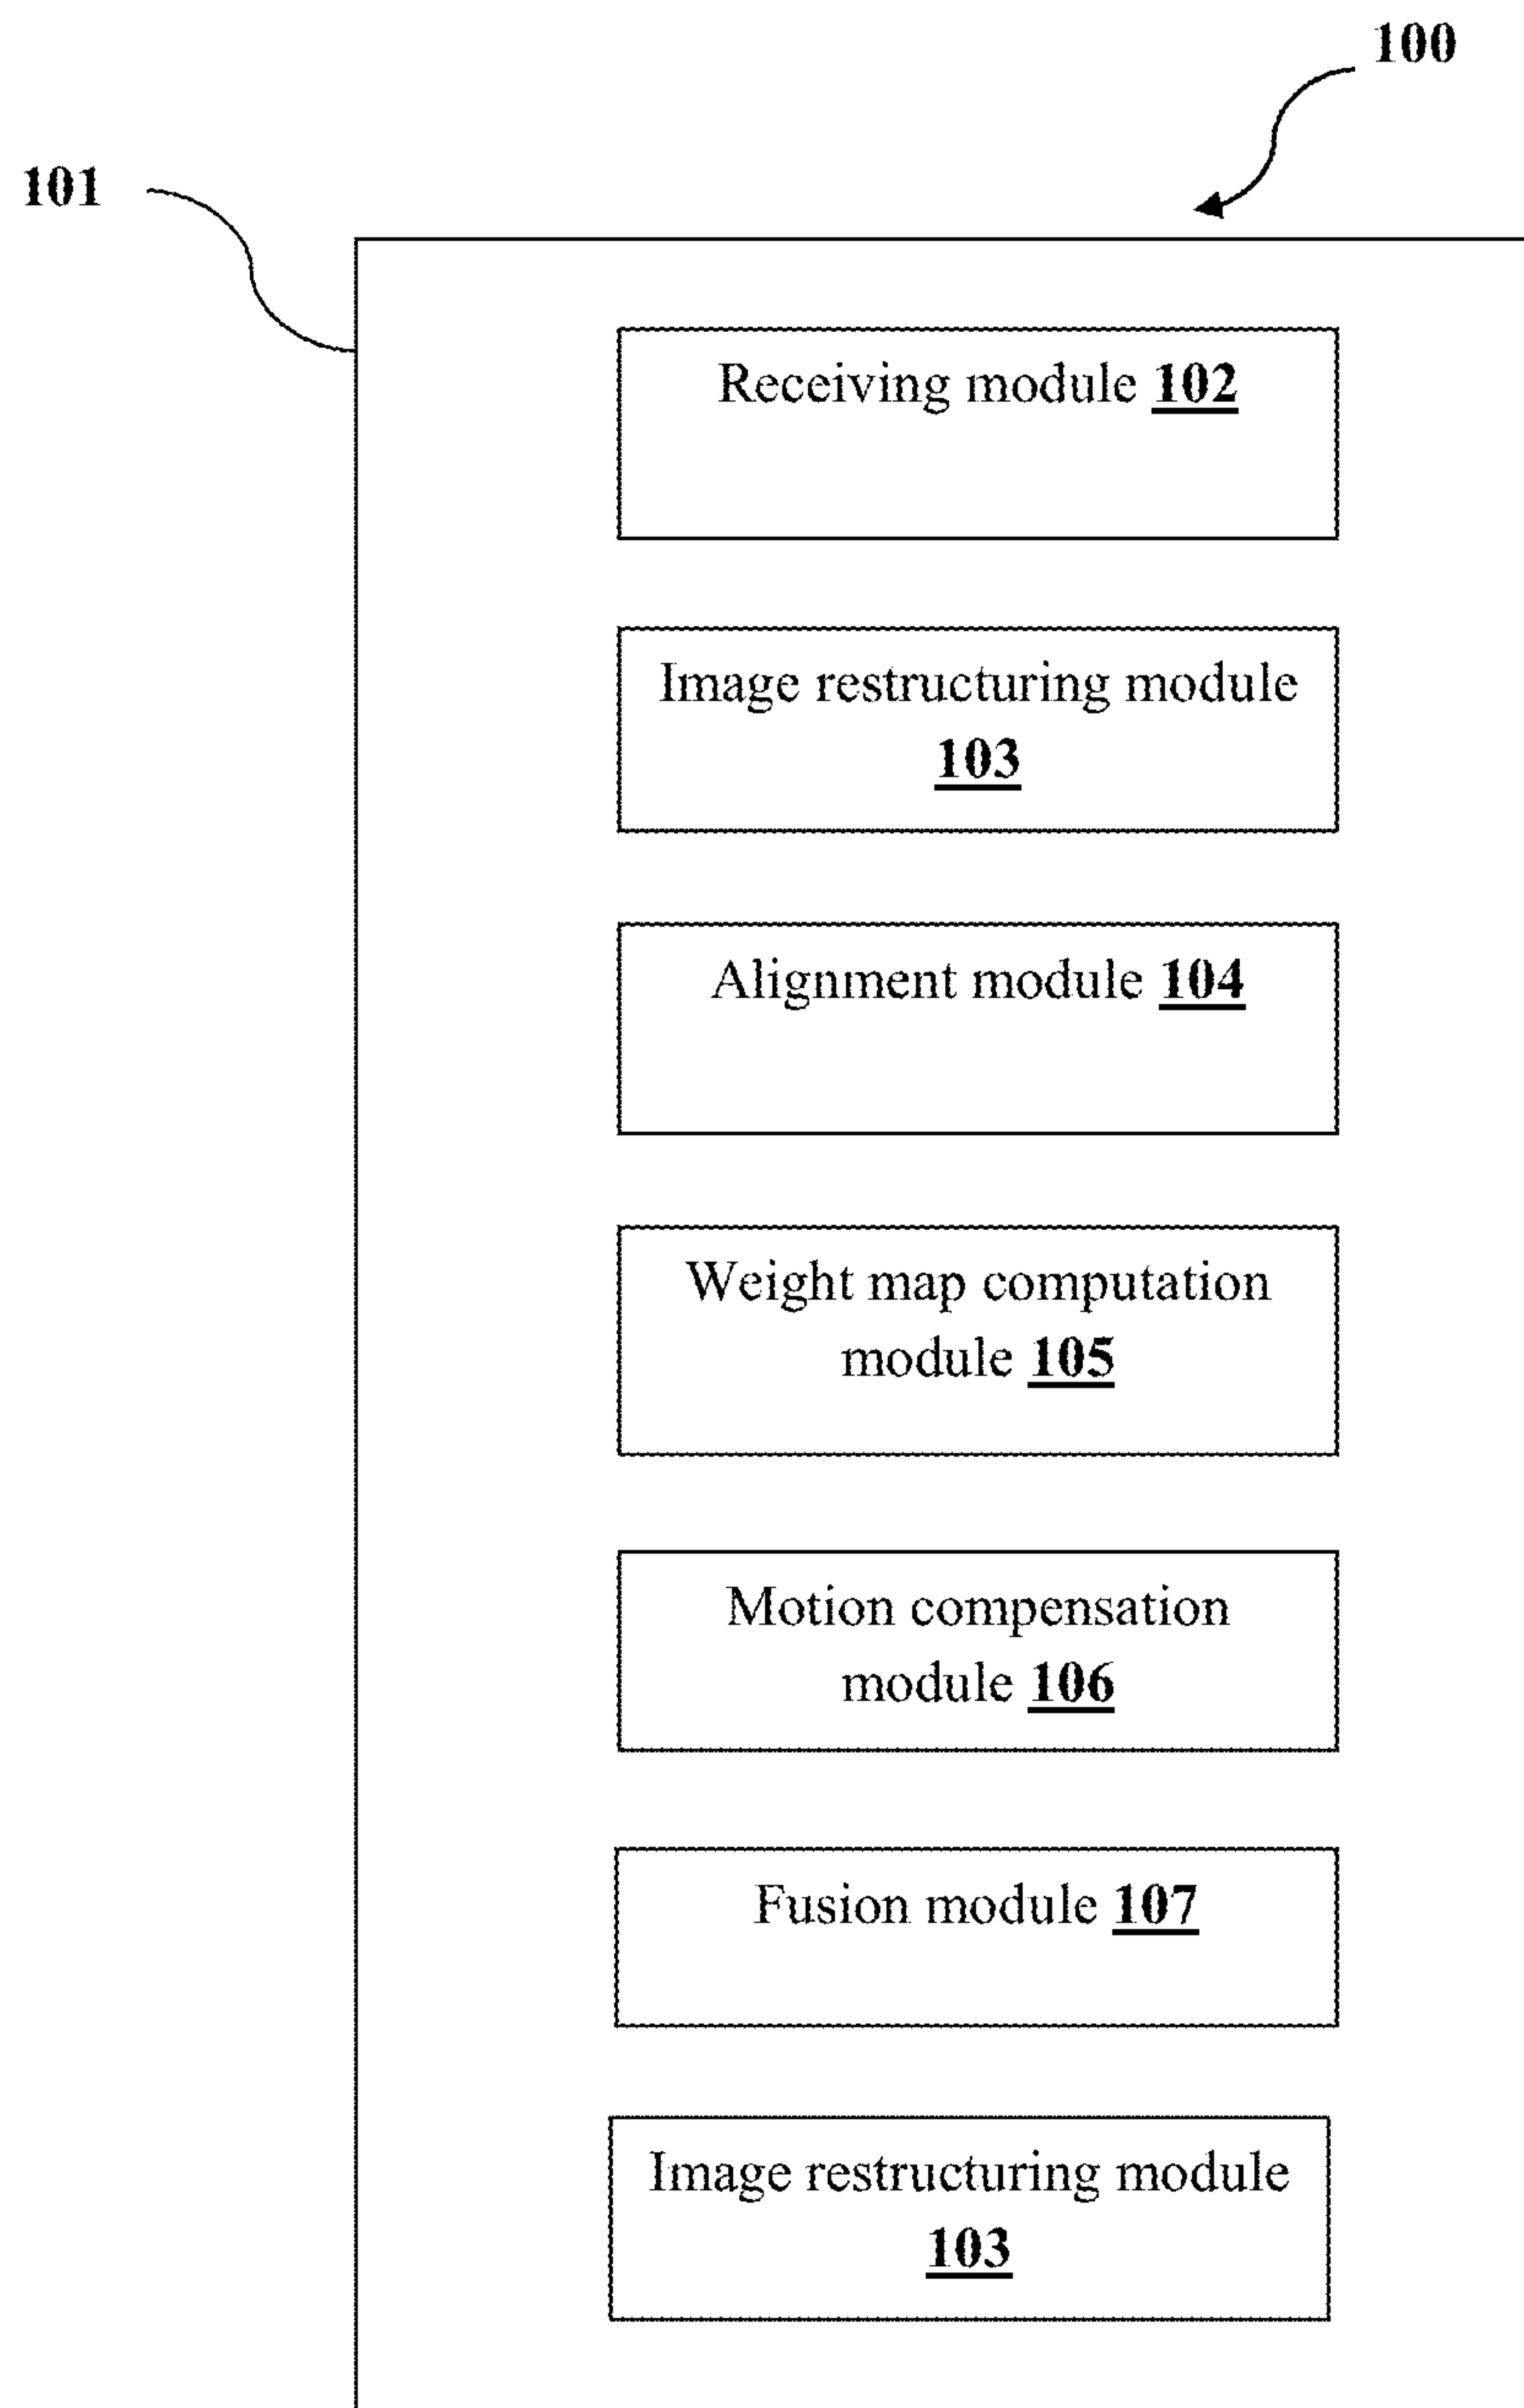 100
101
Receiving module 102
Image restructuring module
103
Alignment module 104
Weight map computation
module 105
Motion compensation
module 106
Fusion module 107
Image restructuring module
103